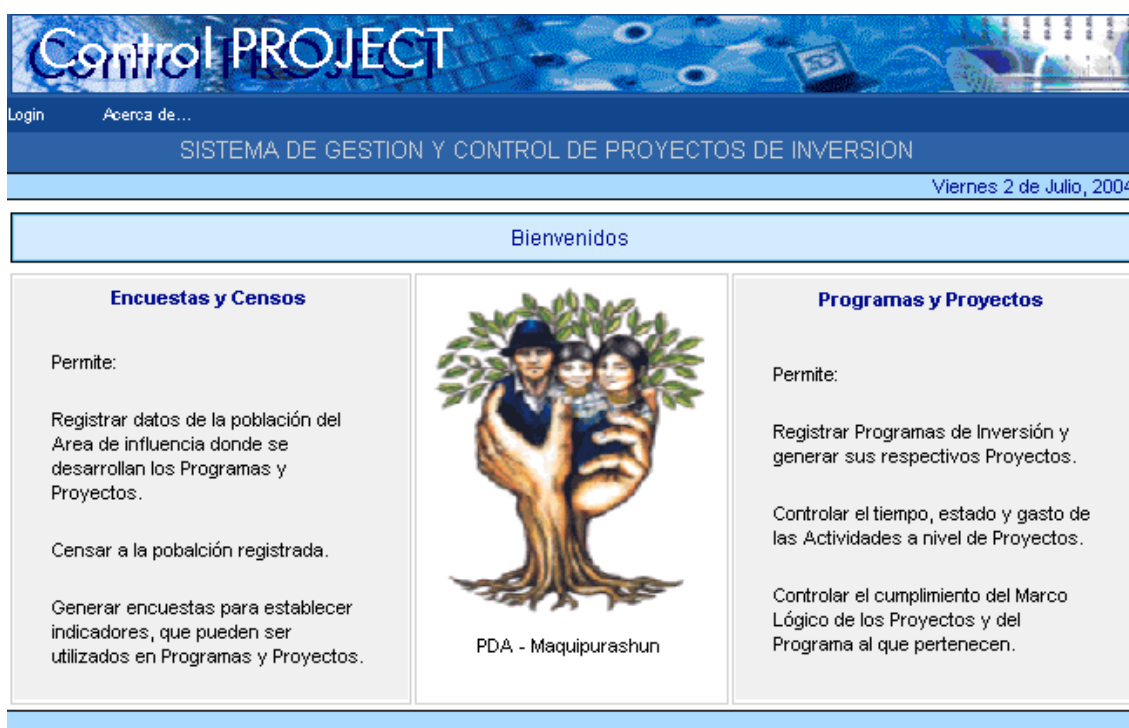 Control PROJECT
Login Acerca de...
SISTEMA DE GESTION Y CONTROL DE PROYECTOS DE INVERSION
Viernes 2 de Julio, 2004
Bienvenidos
Encuestas y Censos
Permite:
Registrar datos de la población del
Area de influencia donde se
desarrollan los Programas y
Proyectos.
Censar a la pobalción registrada.
Generar encuestas para establecer
indicadores, que pueden ser
utilizados en Programas y Proyectos.
PDA - Maquipurashun
Programas y Proyectos
Permite:
Registrar Programas de Inversión y
generar sus respectivos Proyectos.
Controlar el tiempo, estado y gasto de
las Actividades a nivel de Proyectos.
Controlar el cumplimiento del Marco
Lógico de los Proyectos y del
Programa al que pertenecen.